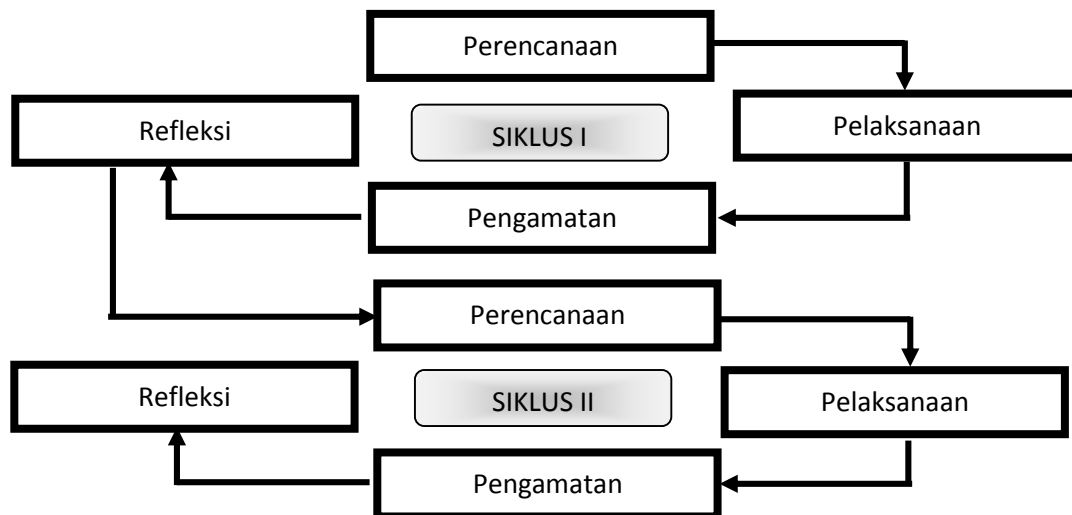 Perencanaan
Refleksi
SIKLUS I
Pelaksanaan
Pengamatan
Perencanaan
Refleksi
SIKLUS II
Pelaksanaan
Pengamatan